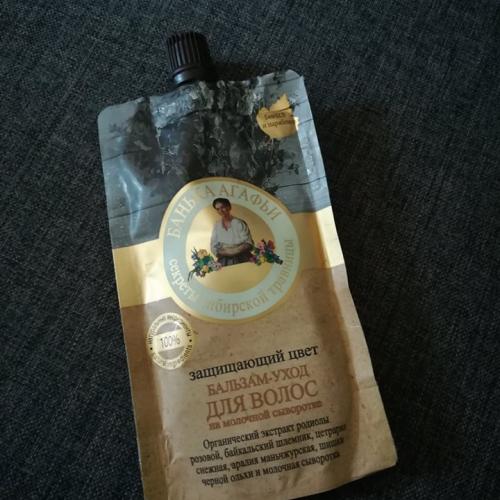 БАНЬКА АГАФЬИ
секреты сибирской травницы
100%
защищающий цвет
БАЛЬЗАМ-УХОД
ДЛЯ ВОЛОС
на молочной сыворотке
Органический экстракт родиолы
розовой, байкальский шлемник, цетрария
снежная, аралия маньчжурская, шишки
черной ольхи и молочная сыворотка